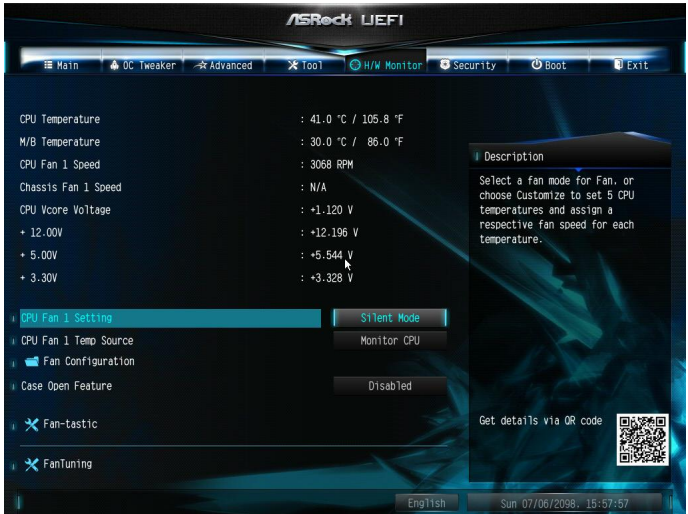 ASRock UEFI
Main OC Tweaker Advanced Tool H/W Monitor Security Boot Exit
CPU Temperature : 41.0 °C / 105.8 °F
M/B Temperature : 30.0 °C / 86.0 °F
CPU Fan 1 Speed : 3068 RPM
Chassis Fan 1 Speed : N/A
CPU Vcore Voltage : +1.120 V
+ 12.00V : +12.196 V
+ 5.00V : +5.544 V
+ 3.30V : +3.328 V
CPU Fan 1 Setting Silent Mode
CPU Fan 1 Temp Source Monitor CPU
Fan Configuration
Case Open Feature Disabled
Fan-tastic
FanTuning
Description
Select a fan mode for Fan. or
choose Customize to set 5 CPU
temperatures and assign a
respective fan speed for each
temperature.
Get details via QR code
English Sun 07/06/2098, 15:57:57